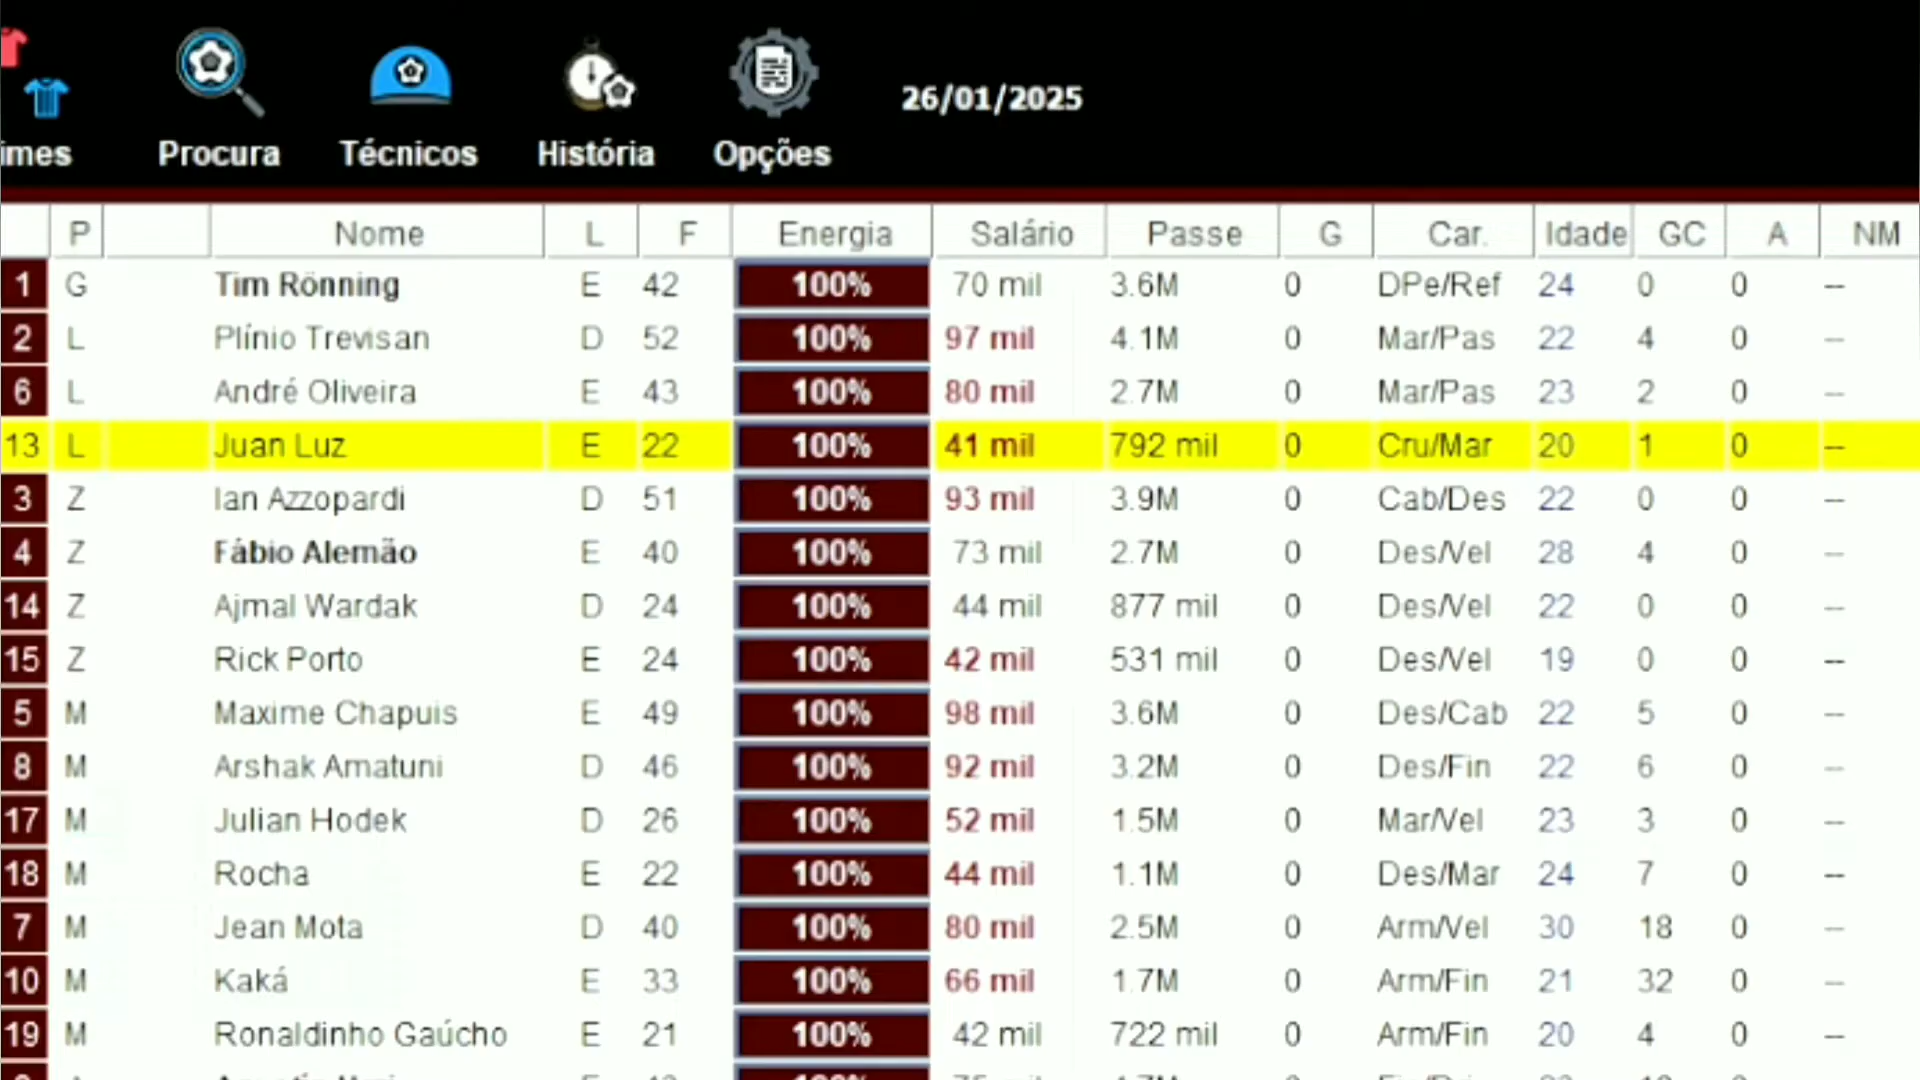 imes Procura Técnicos História Opções 26/01/2025
P Nome L F Energia Salário Passe G Car. Idade GC A NM
1 G Tim Rönning E 42 100% 70 mil 3.6M 0 DPe/Ref 24 0 0 --
2 L Plínio Trevisan D 52 100% 97 mil 4.1M 0 Mar/Pas 22 4 0 --
6 L André Oliveira E 43 100% 80 mil 2.7M 0 Mar/Pas 23 2 0 --
13 L Juan Luz E 22 100% 41 mil 792 mil 0 Cru/Mar 20 1 0 --
3 Z Ian Azzopardi D 51 100% 93 mil 3.9M 0 Cab/Des 22 0 0 --
4 Z Fábio Alemão E 40 100% 73 mil 2.7M 0 Des/Vel 28 4 0 --
14 Z Ajmal Wardak D 24 100% 44 mil 877 mil 0 Des/Vel 22 0 0 --
15 Z Rick Porto E 24 100% 42 mil 531 mil 0 Des/Vel 19 0 0 --
5 M Maxime Chapuis E 49 100% 98 mil 3.6M 0 Des/Cab 22 5 0 --
8 M Arshak Amatuni D 46 100% 92 mil 3.2M 0 Des/Fin 22 6 0 --
17 M Julian Hodek D 26 100% 52 mil 1.5M 0 Mar/Vel 23 3 0 --
18 M Rocha E 22 100% 44 mil 1.1M 0 Des/Mar 24 7 0 --
7 M Jean Mota D 40 100% 80 mil 2.5M 0 Arm/Vel 30 18 0 --
10 M Kaká E 33 100% 66 mil 1.7M 0 Arm/Fin 21 32 0 --
19 M Ronaldinho Gaúcho E 21 100% 42 mil 722 mil 0 Arm/Fin 20 4 0 --